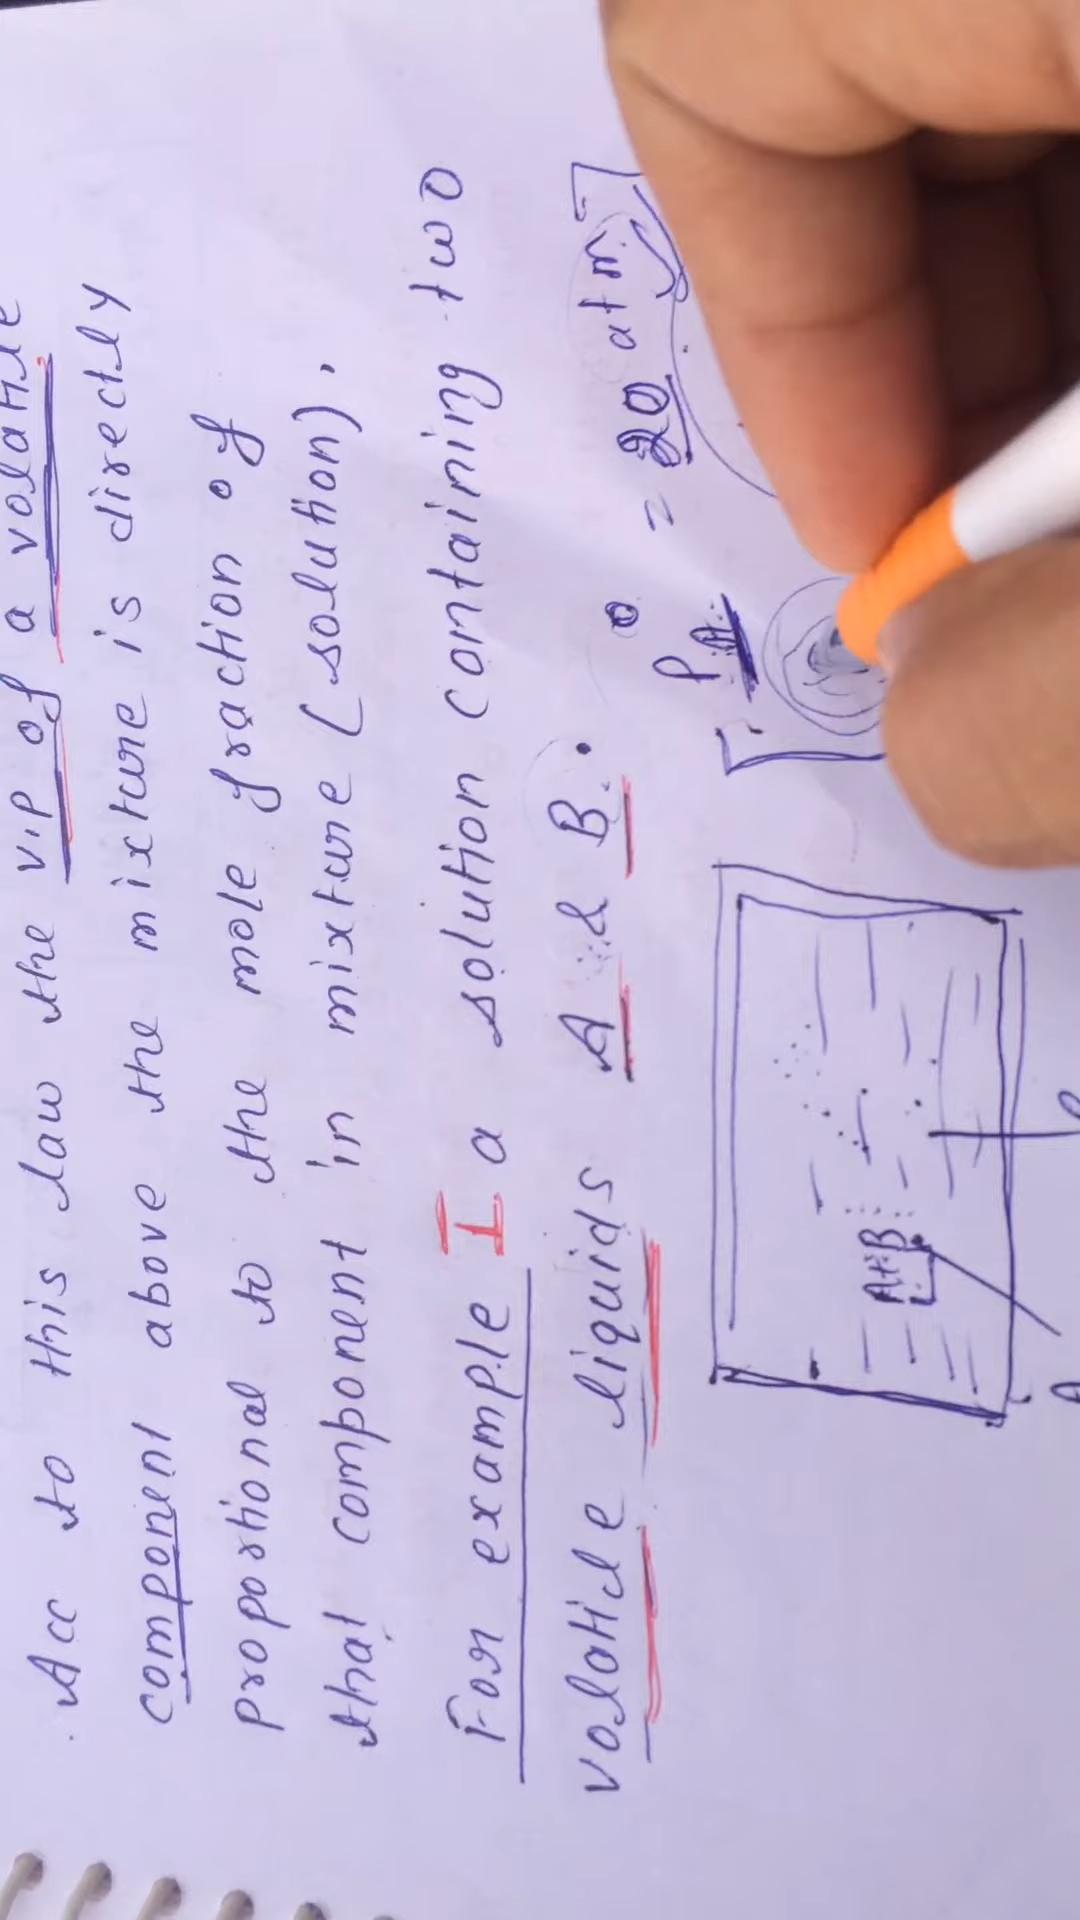 Acc to this law the v.p of a volatile
component above the mixture is directly
proportional to the mole fraction of
that component in mixture (solution).
For example I a solution containing two
volatile liquids A & B.
P°A = 20 atm
A+B